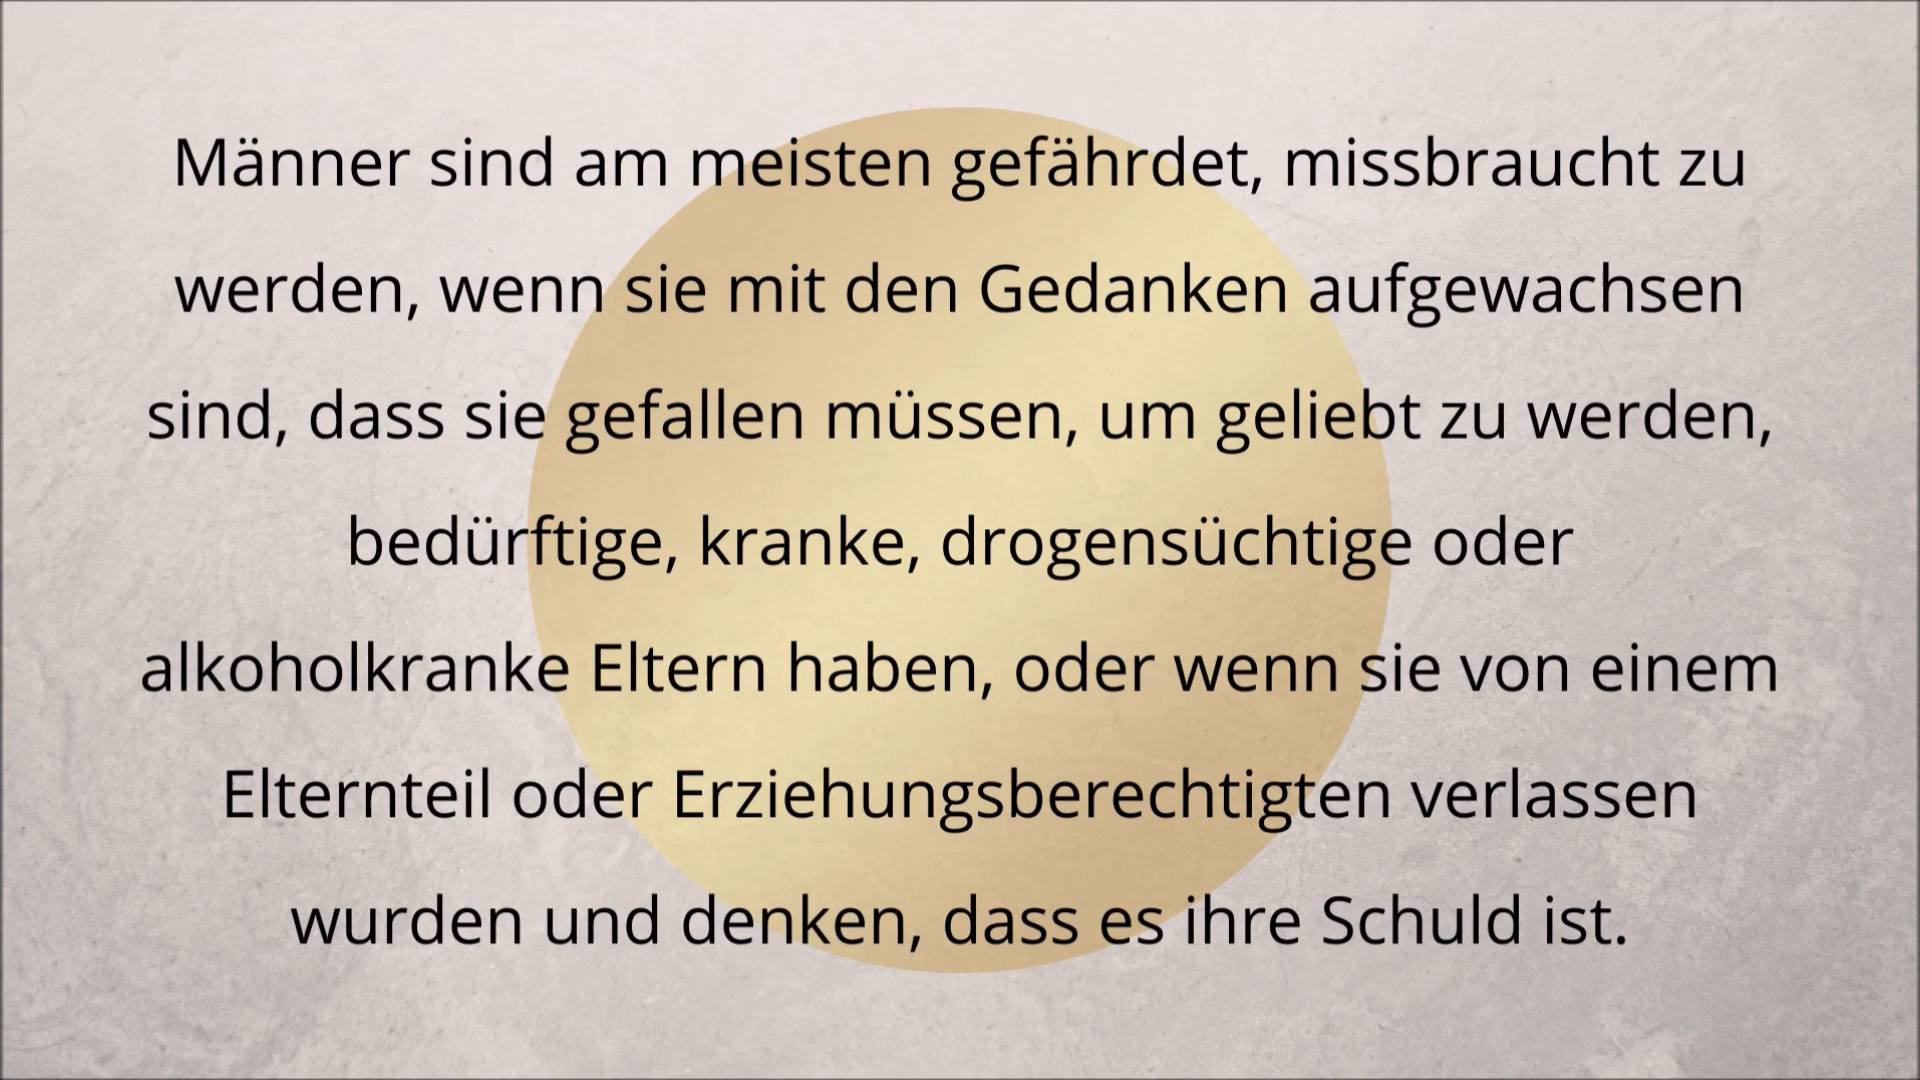 Männer sind am meisten gefährdet, missbraucht zu
werden, wenn sie mit den Gedanken aufgewachsen
sind, dass sie gefallen müssen, um geliebt zu werden,
bedürftige, kranke, drogensüchtige oder
alkoholkranke Eltern haben, oder wenn sie von einem
Elternteil oder Erziehungsberechtigten verlassen
wurden und denken, dass es ihre Schuld ist.